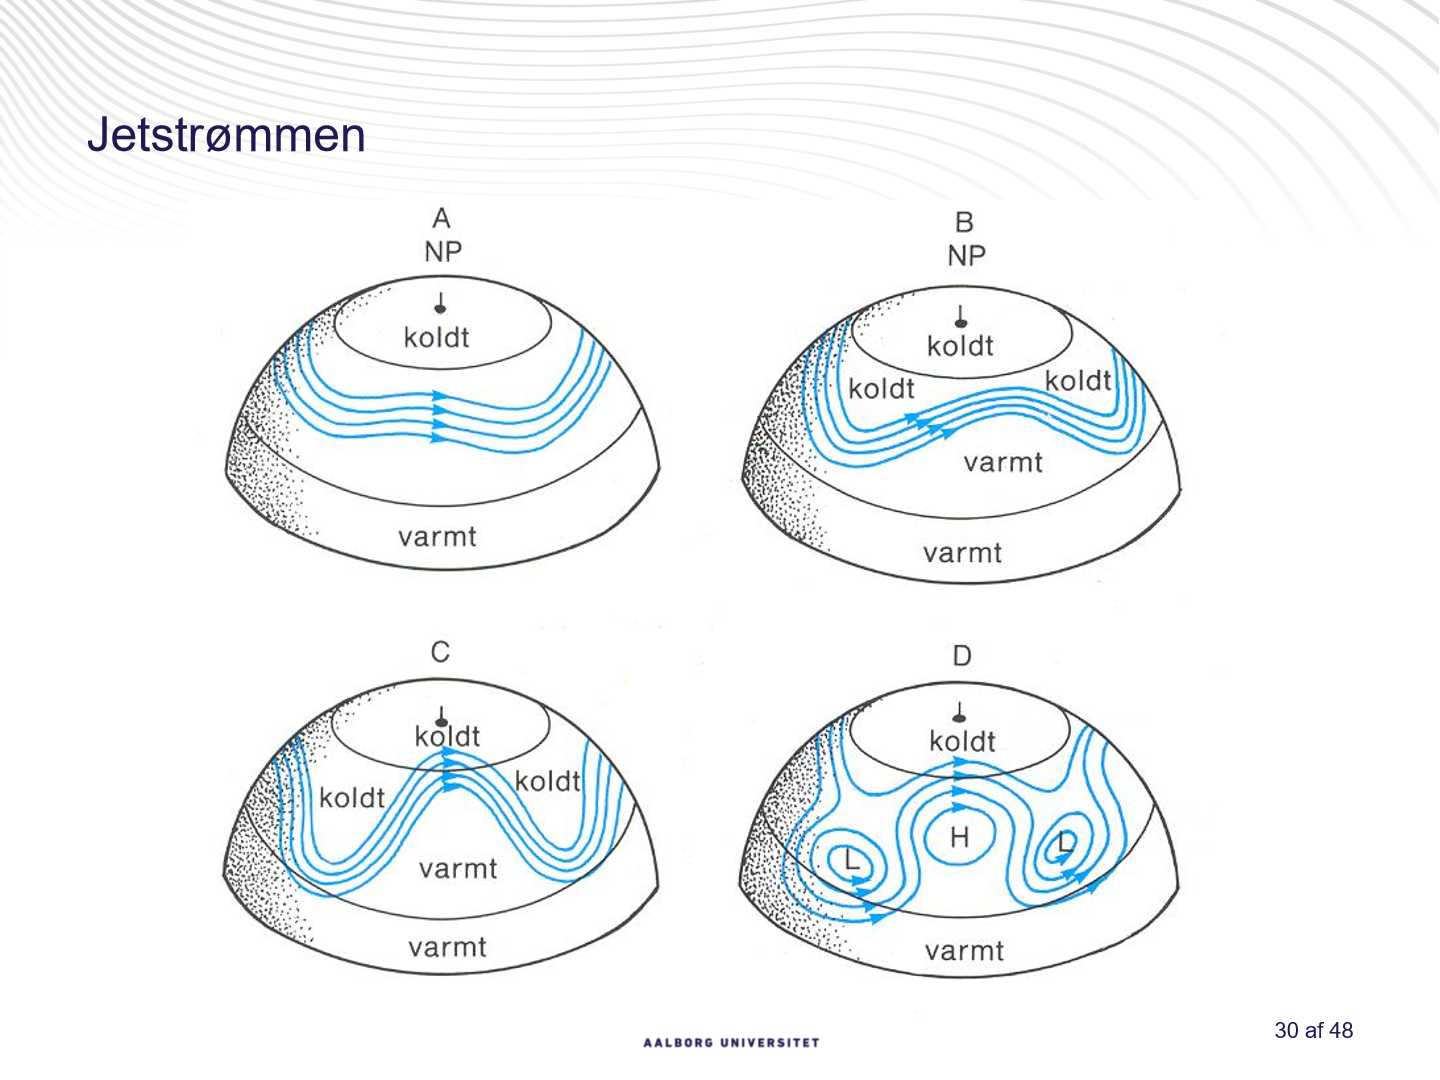 Jetstrømmen
A
NP
koldt
varmt
B
NP
koldt
koldt
koldt
varmt
varmt
C
koldt
koldt
koldt
varmt
varmt
D
koldt
L
H
L
varmt
AALBORG UNIVERSITET
30 af 48